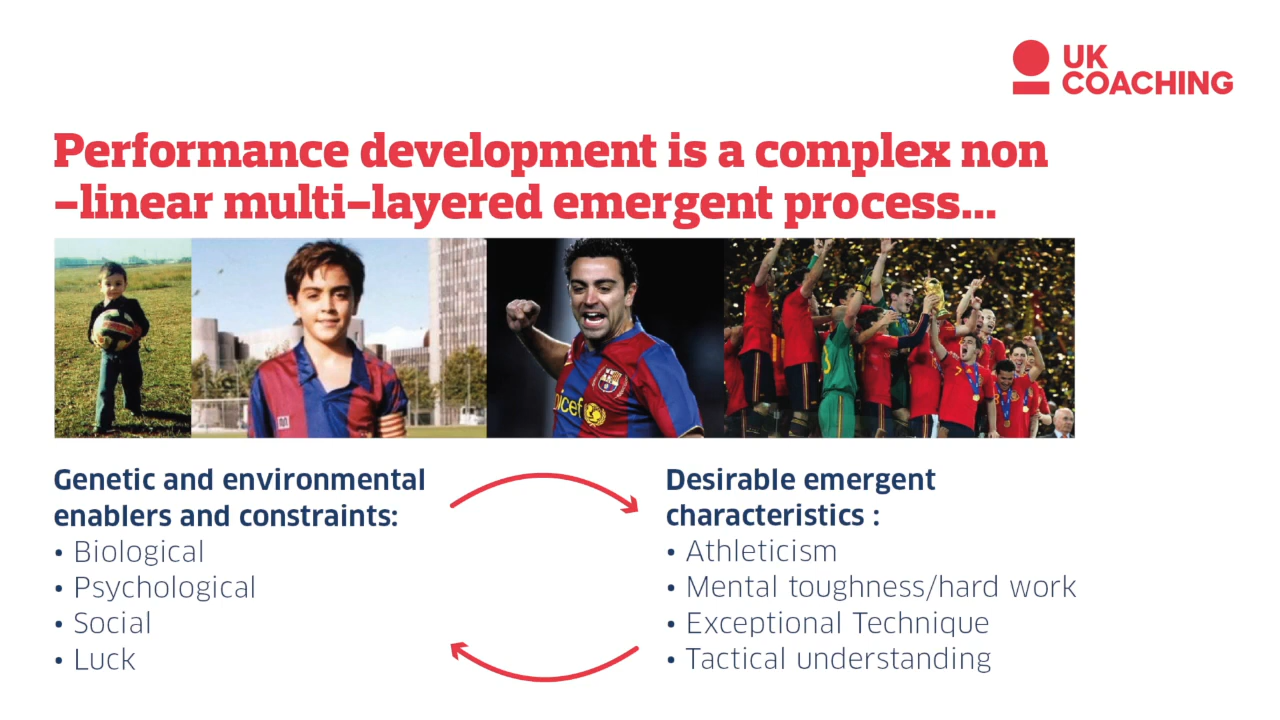 UK
COACHING
Performance development is a complex non
–linear multi–layered emergent process...
unicef
Genetic and environmental
enablers and constraints:
• Biological
• Psychological
• Social
• Luck
Desirable emergent
characteristics :
• Athleticism
• Mental toughness/hard work
• Exceptional Technique
• Tactical understanding